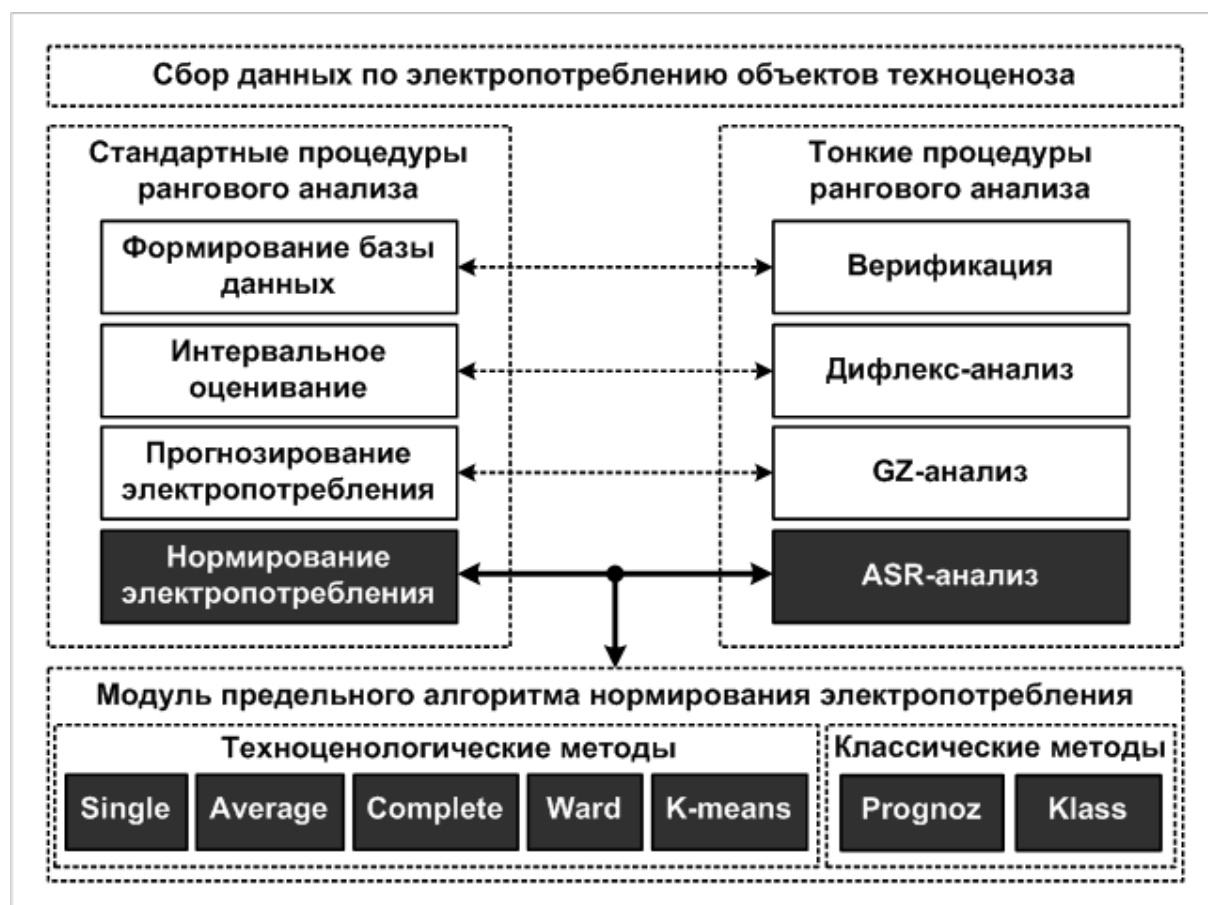 Сбор данных по электропотреблению объектов техноценоза
Стандартные процедуры
рангового анализа
Формирование базы
данных
Интервальное
оценивание
Прогнозирование
электропотребления
Нормирование
электропотребления
Тонкие процедуры
рангового анализа
Верификация
Дифлекс-анализ
GZ-анализ
ASR-анализ
Модуль предельного алгоритма нормирования электропотребления
Техноценологические методы
Single
Average
Complete
Ward
K-means
Классические методы
Prognoz
Klass